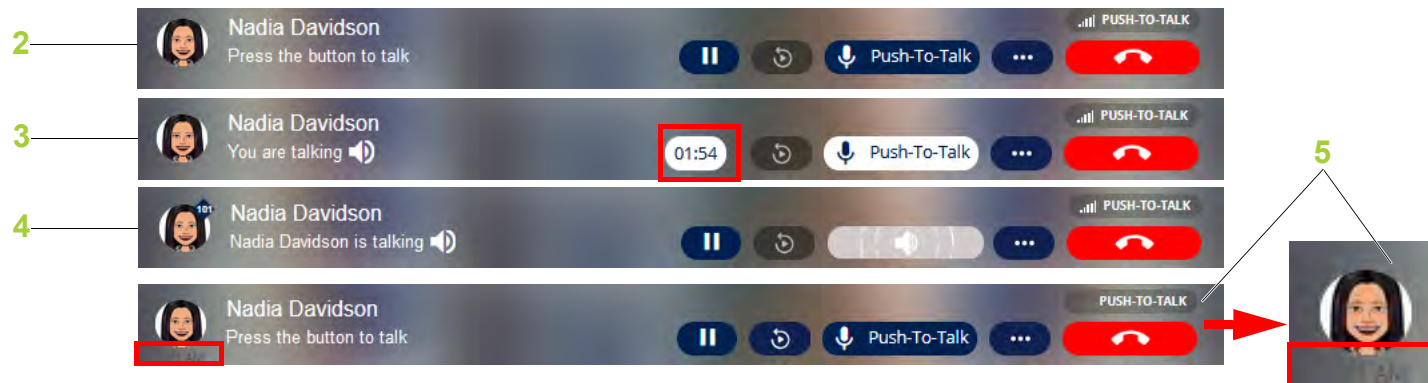 2
Nadia Davidson
Press the button to talk
PUSH-TO-TALK
Push-To-Talk
3
Nadia Davidson
You are talking
01:54
PUSH-TO-TALK
Push-To-Talk
4
101
Nadia Davidson
Nadia Davidson is talking
PUSH-TO-TALK
5
Nadia Davidson
Press the button to talk
PUSH-TO-TALK
Push-To-Talk